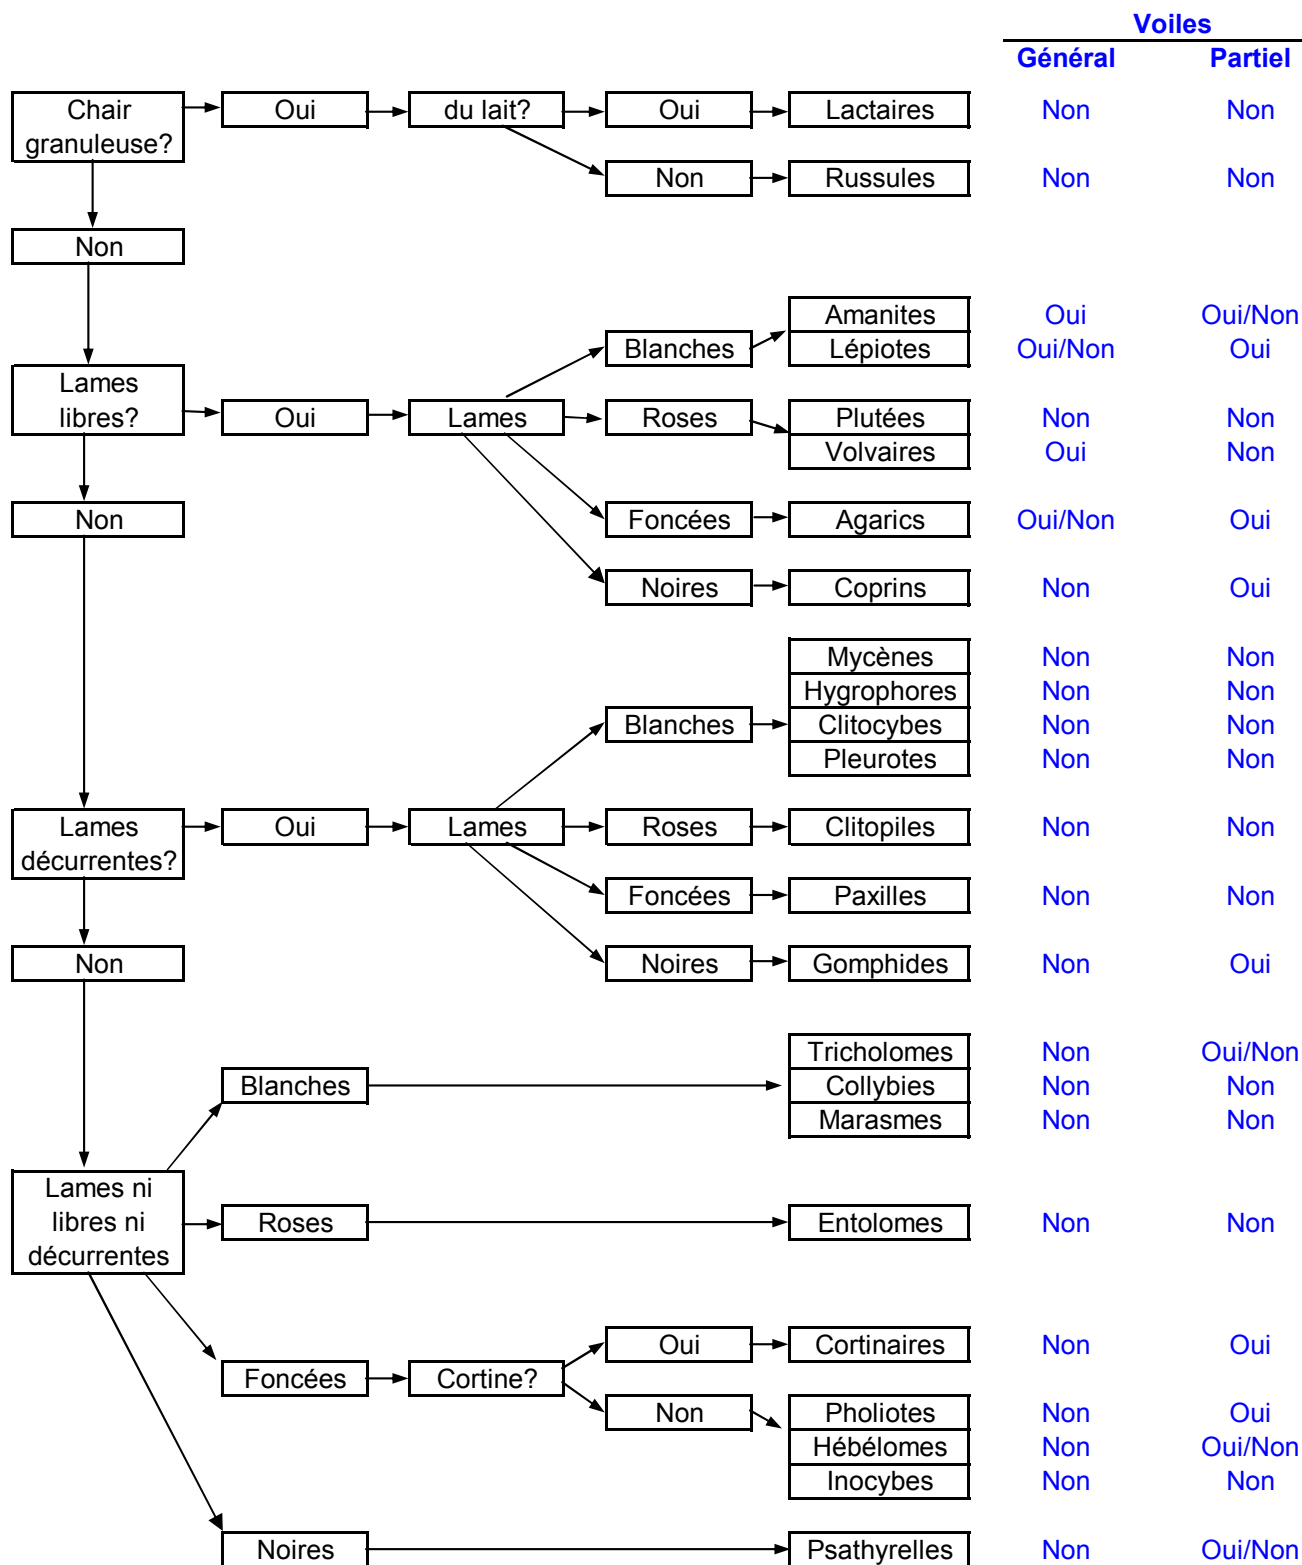 Voiles
Général Partiel
Chair granuleuse? Oui du lait? Oui Lactaires Non Non
Non Russules Non Non
Non
Amanites Oui Oui/Non
Blanches Lépiotes Oui/Non Oui
Lames libres? Oui Lames Roses Plutées Non Non
Volvaires Oui Non
Non Foncées Agarics Oui/Non Oui
Noires Coprins Non Oui
Mycènes Non Non
Hygrophores Non Non
Blanches Clitocybes Non Non
Pleurotes Non Non
Lames décurrentes? Oui Lames Roses Clitopiles Non Non
Foncées Paxilles Non Non
Non Noires Gomphides Non Oui
Tricholomes Non Oui/Non
Blanches Collybies Non Non
Marasmes Non Non
Lames ni libres ni décurrentes Roses Entolomes Non Non
Oui Cortinaires Non Oui
Foncées Cortine?
Non Pholiotes Non Oui
Hébélomes Non Oui/Non
Inocybes Non Non
Noires Psathyrelles Non Oui/Non